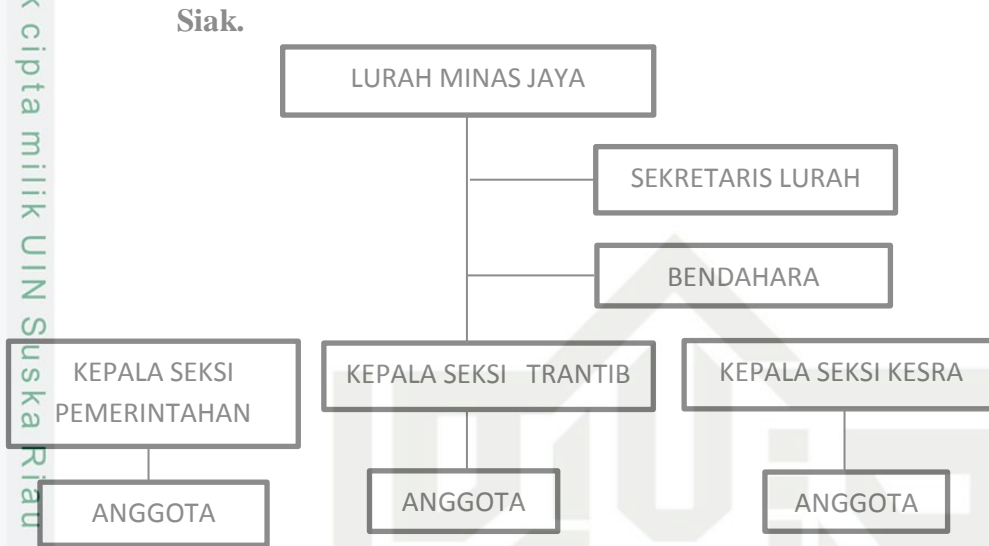 Siak.
LURAH MINAS JAYA
SEKRETARIS LURAH
BENDAHARA
KEPALA SEKSI
PEMERINTAHAN
KEPALA SEKSI TRANTIB
KEPALA SEKSI KESRA
ANGGOTA
ANGGOTA
ANGGOTA
cipta milik UIN Suska Riau